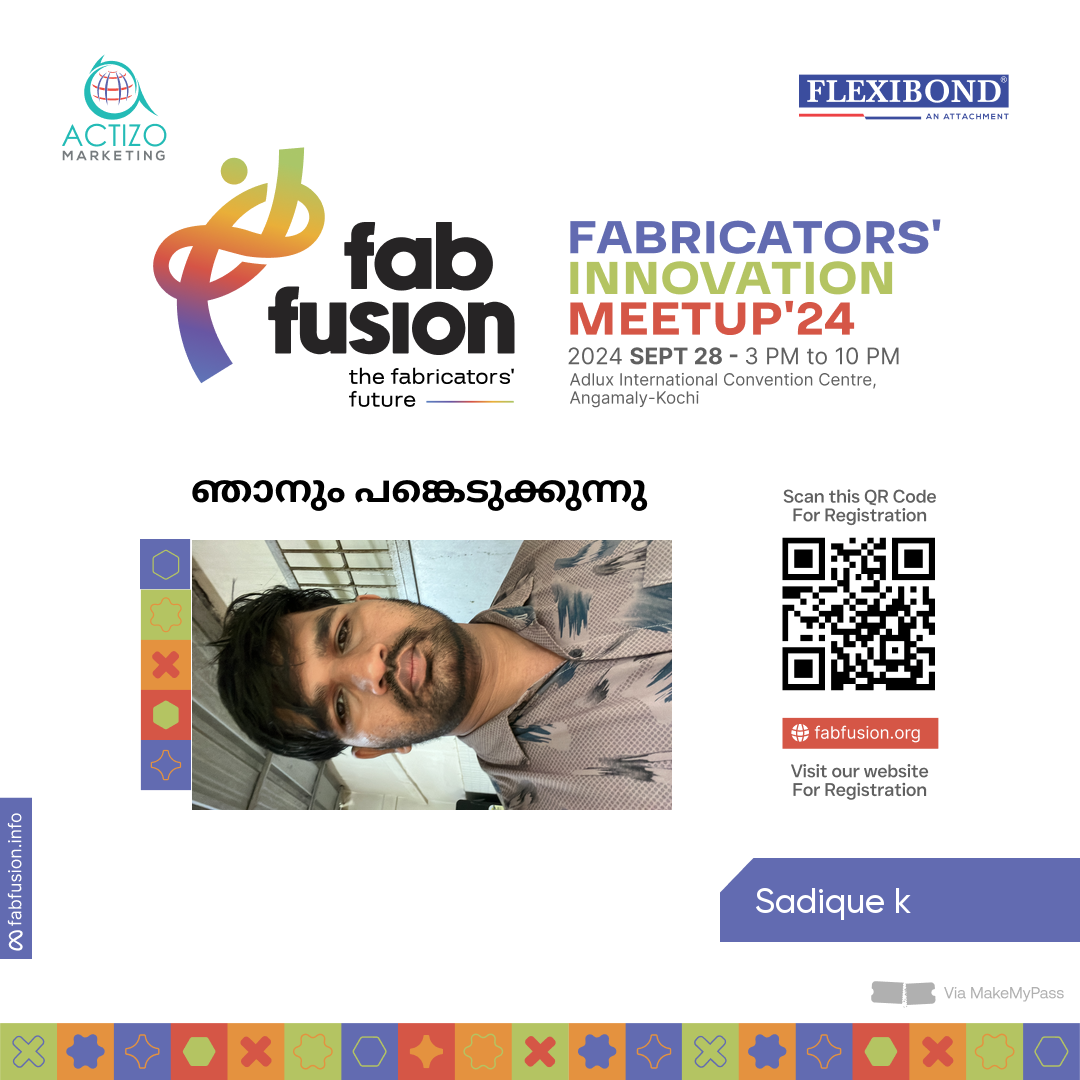 ACTIZO
MARKETING
FLEXIBOND®
AN ATTACHMENT
fab
fusion
the fabricators'
future
FABRICATORS'
INNOVATION
MEETUP'24
2024 SEPT 28 - 3 PM to 10 PM
Adlux International Convention Centre,
Angamaly-Kochi
ഞാനും പങ്കെടുക്കുന്നു
Scan this QR Code
For Registration
fabfusion.org
Visit our website
For Registration
fabfusion.info
Sadique k
Via MakeMyPass